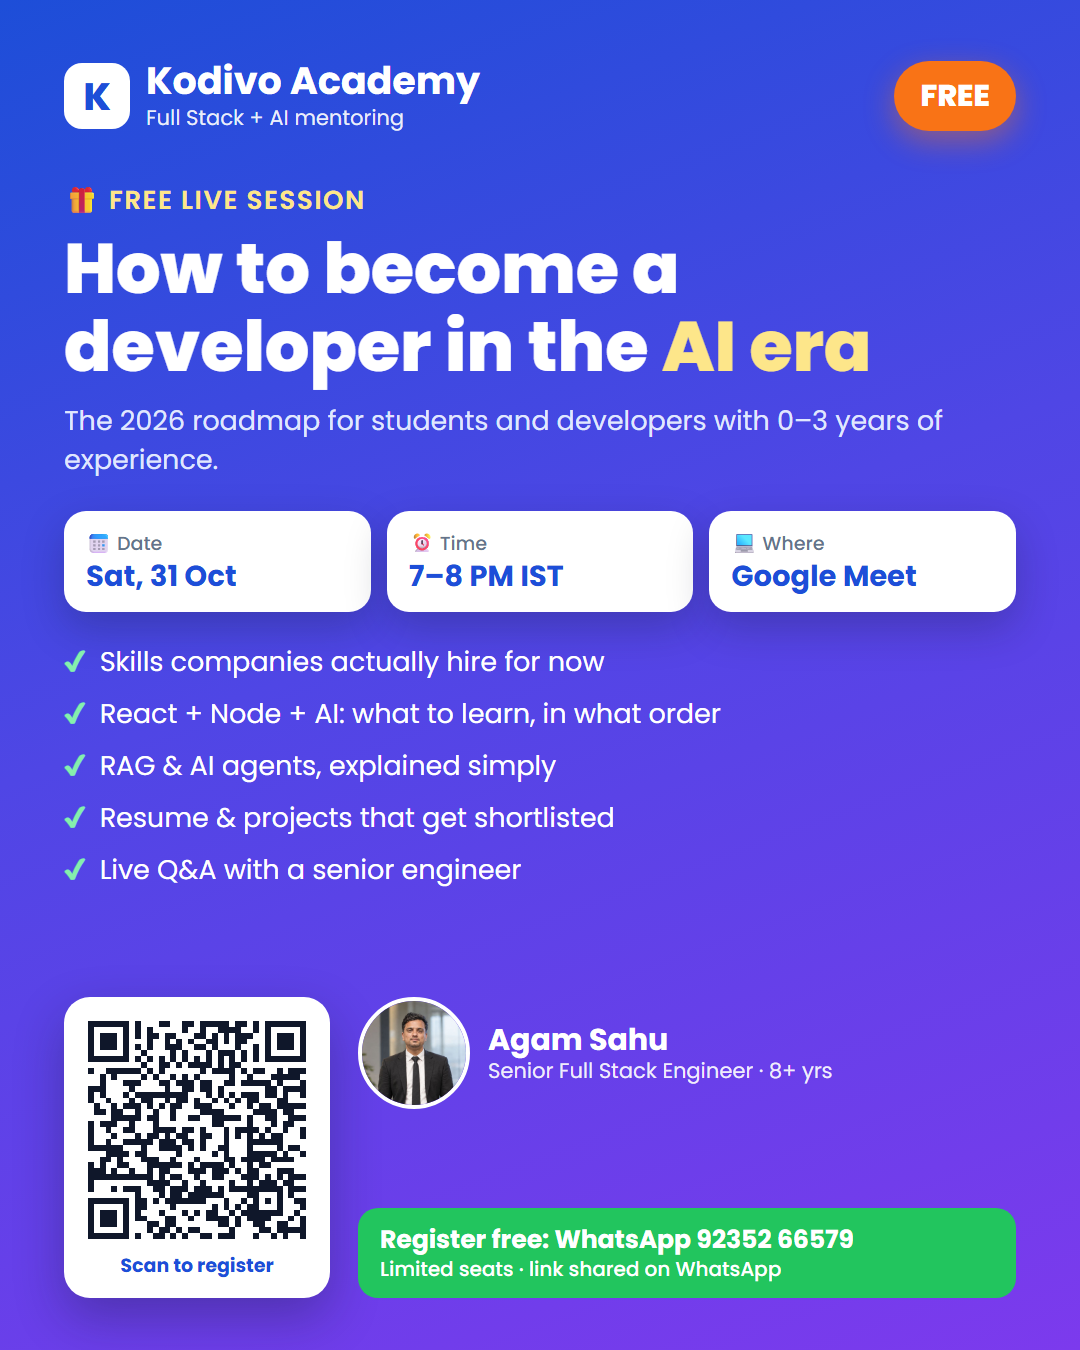 K
Kodivo Academy
Full Stack + AI mentoring
FREE
🎁 FREE LIVE SESSION
How to become a
developer in the AI era
The 2026 roadmap for students and developers with 0–3 years of
experience.
📅 Date
Sat, 31 Oct
⏰ Time
7–8 PM IST
💻 Where
Google Meet
✔ Skills companies actually hire for now
✔ React + Node + AI: what to learn, in what order
✔ RAG & AI agents, explained simply
✔ Resume & projects that get shortlisted
✔ Live Q&A with a senior engineer
Scan to register
Agam Sahu
Senior Full Stack Engineer · 8+ yrs
Register free: WhatsApp 92352 66579
Limited seats · link shared on WhatsApp